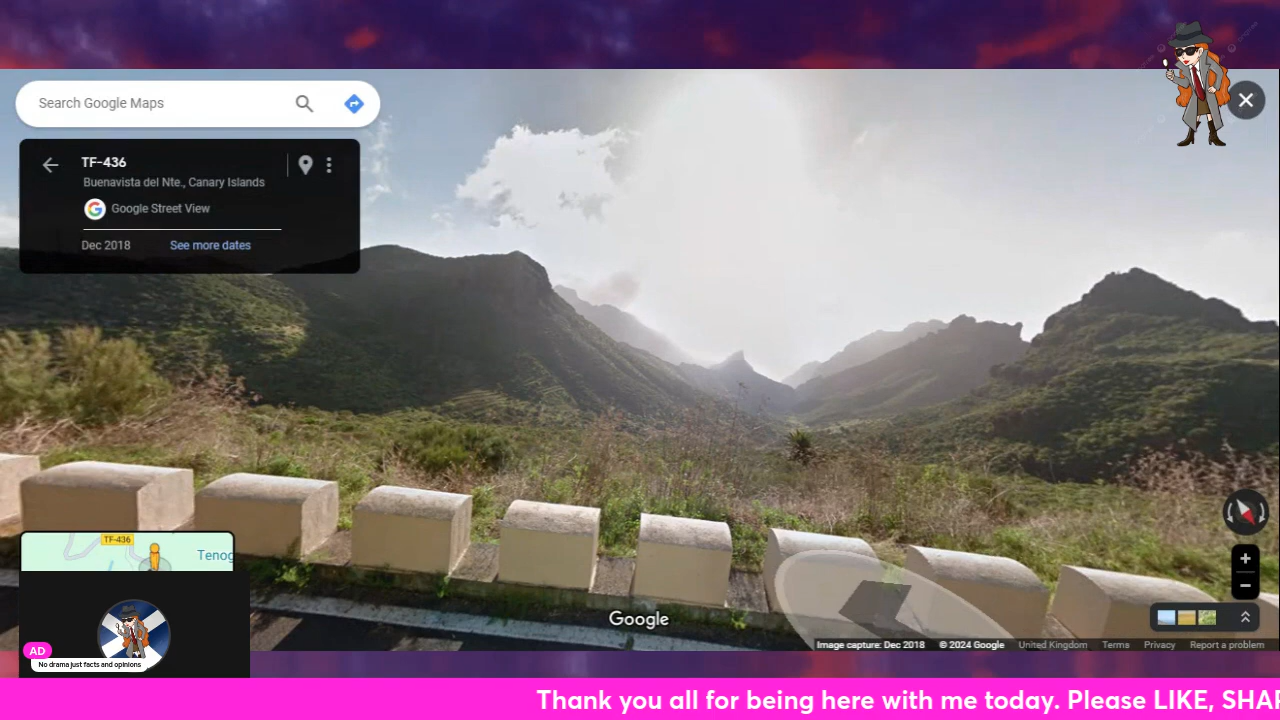 Search Google Maps
TF-436
Buenavista del Nte., Canary Islands
Google Street View
Dec 2018 See more dates
TF-436
Tenog
Google
Image capture: Dec 2018 © 2024 Google United Kingdom Terms Privacy Report a problem
AD
No drama just facts and opinions
Thank you all for being here with me today. Please LIKE, SHAR